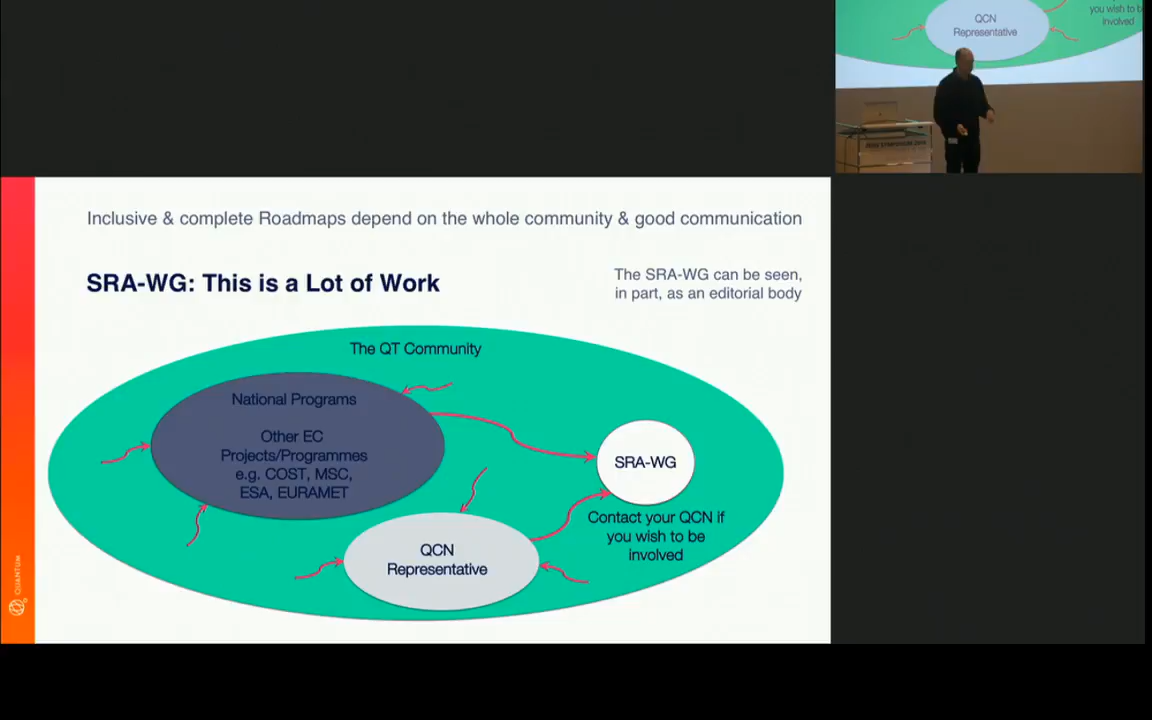 QCN
Representative
you wish to be
involved
Inclusive & complete Roadmaps depend on the whole community & good communication
SRA-WG: This is a Lot of Work
The SRA-WG can be seen,
in part, as an editorial body
The QT Community
National Programs
Other EC
Projects/Programmes
e.g. COST, MSC,
ESA, EURAMET
SRA-WG
Contact your QCN if
you wish to be
involved
QCN
Representative
QUANTUM